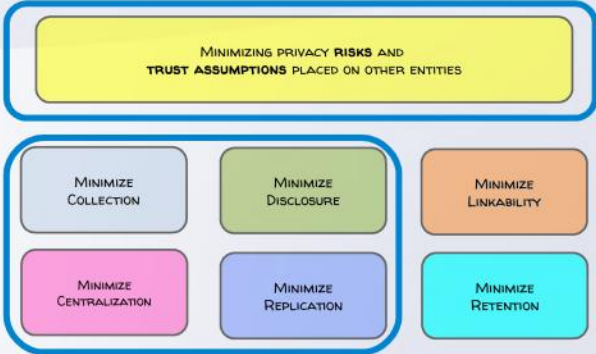 Minimizing privacy risks and
trust assumptions placed on other entities
Minimize
Collection
Minimize
Disclosure
Minimize
Linkability
Minimize
Centralization
Minimize
Replication
Minimize
Retention